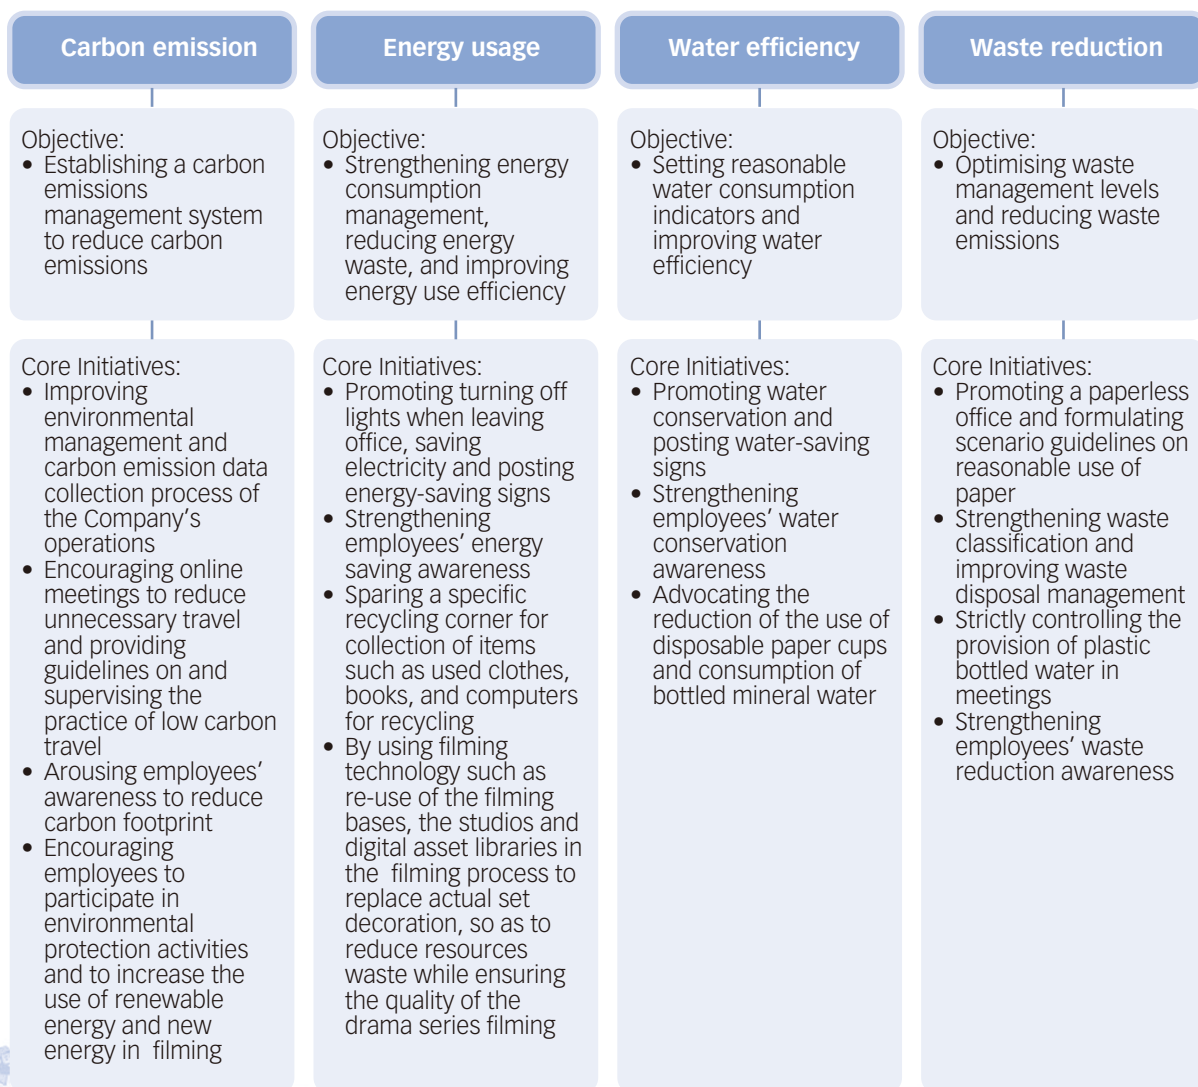 Carbon emission
Objective:
• Establishing a carbon
emissions
management system
to reduce carbon
emissions
Core Initiatives:
• Improving
environmental
management and
carbon emission data
collection process of
the Company's
operations
• Encouraging online
meetings to reduce
unnecessary travel
and providing
guidelines on and
supervising the
practice of low carbon
travel
• Arousing employees'
awareness to reduce
carbon footprint
• Encouraging
employees to
participate in
environmental
protection activities
and to increase the
use of renewable
energy and new
energy in filming
Energy usage
Objective:
• Strengthening energy
consumption
management,
reducing energy
waste, and improving
energy use efficiency
Core Initiatives:
• Promoting turning off
lights when leaving
office, saving
electricity and posting
energy-saving signs
• Strengthening
employees' energy
saving awareness
• Sparing a specific
recycling corner for
collection of items
such as used clothes,
books, and computers
for recycling
• By using filming
technology such as
re-use of the filming
bases, the studios and
digital asset libraries in
the filming process to
replace actual set
decoration, so as to
reduce resources
waste while ensuring
the quality of the
drama series filming
Water efficiency
Objective:
• Setting reasonable
water consumption
indicators and
improving water
efficiency
Core Initiatives:
• Promoting water
conservation and
posting water-saving
signs
• Strengthening
employees' water
conservation
awareness
• Advocating the
reduction of the use of
disposable paper cups
and consumption of
bottled mineral water
Waste reduction
Objective:
• Optimising waste
management levels
and reducing waste
emissions
Core Initiatives:
• Promoting a paperless
office and formulating
scenario guidelines on
reasonable use of
paper
• Strengthening waste
classification and
improving waste
disposal management
• Strictly controlling the
provision of plastic
bottled water in
meetings
• Strengthening
employees' waste
reduction awareness